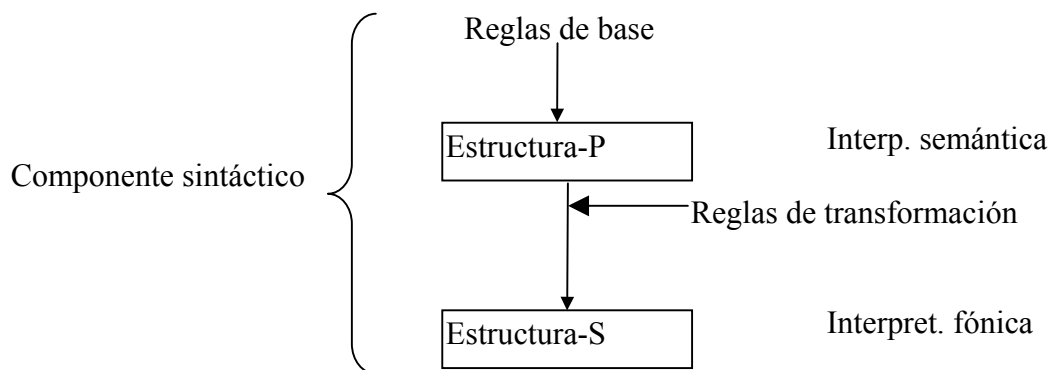 Reglas de base
Estructura-P
Interp. semántica
Componente sintáctico
Reglas de transformación
Estructura-S
Interpret. fónica